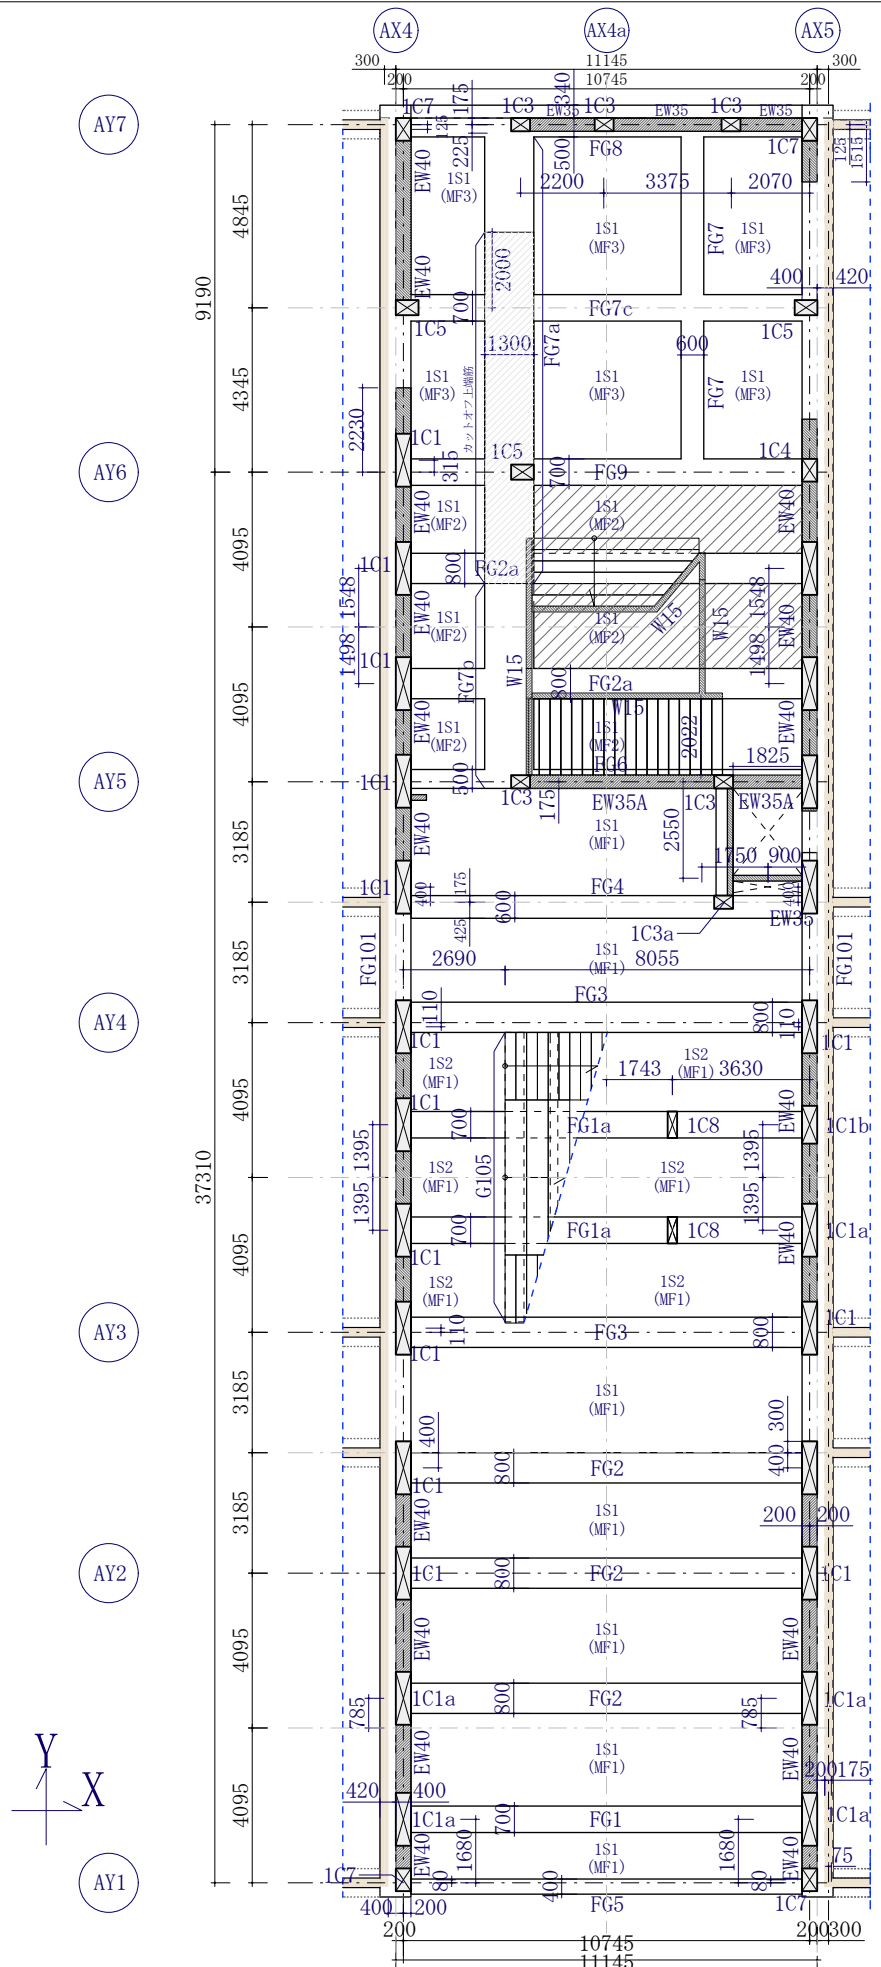 AX4 AX4a AX5
300 11145 300
200 10745 200
AY7 1C7 175 1C3 340 1C3 1C3
EW35 EW35 EW35
125 225 500 FG8 1C7 125 1515
EW40 1S1 (MF3)
2200 3375 2070
1S1 (MF3) FG7 1S1 (MF3)
4845
EW40 2000 400 420
9190
700 FG7c
1C5 1C5
1300 FG7a 600
4345
1S1 (MF3) 1S1 (MF3) FG7 1S1 (MF3)
カットオフ上端筋
2230
1C1 1C5 1C4
AY6 315 700 FG9
EW40 1S1 (MF2) 1S1 (MF2) EW40
4095
1C1 800 FG2a
1548 1548
EW40 1S1 (MF2) 1S1 (MF2) W15 W15 EW40
1498 1498
1C1 FG7b W15 800 FG2a
W15
4095
EW40 1S1 (MF2) 1S1 (MF2) 2022 EW40
FG6 1825
AY5 1C1 500 1C3 175 EW35A 1C3 EW35A
1S1 (MF1) 2550
3185 EW40
1750 900
1C1 400 175 FG4 400
600 425 EW35
1C3a
FG101 1S1 (MF1) FG101
3185 2690 8055
110 FG3 800 110
AY4 1C1 1C1
1S2 (MF1) 1S2 (MF1)
1743 3630
4095
1C1 EW40
700 FG1a 1C8 1C1b
1395 1395
37310
1S2 (MF1) G105 1S2 (MF1)
1395 1395
700 FG1a 1C8 EW40 1C1a
4095
1C1
1S2 (MF1) 1S2 (MF1)
1C1
AY3 110 FG3 800
1C1
3185
1S1 (MF1)
400 300
800 FG2 400
1C1
EW40 1S1 (MF1)
3185 200 200
AY2 1C1 800 FG2 1C1
4095
EW40 1S1 (MF1) EW40
785 1C1a 800 FG2 785 1C1a
EW40 1S1 (MF1) EW40
Y
X
4095
420 400 200 175
1C1a 700 FG1 1C1a
EW40 1680 1S1 (MF1) 1680 EW40
75
AY1 1C7 80 400 FG5 80 1C7
400 200
200 10745 200 300
11145